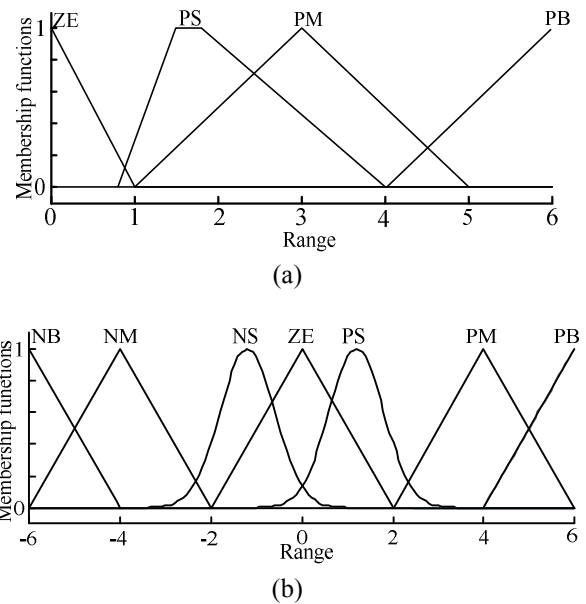 ZE PS PM PB
1
Membership functions
0
0 1 2 3 4 5 6
Range
(a)
NB NM NS ZE PS PM PB
1
Membership functions
0
-6 -4 -2 0 2 4 6
Range
(b)